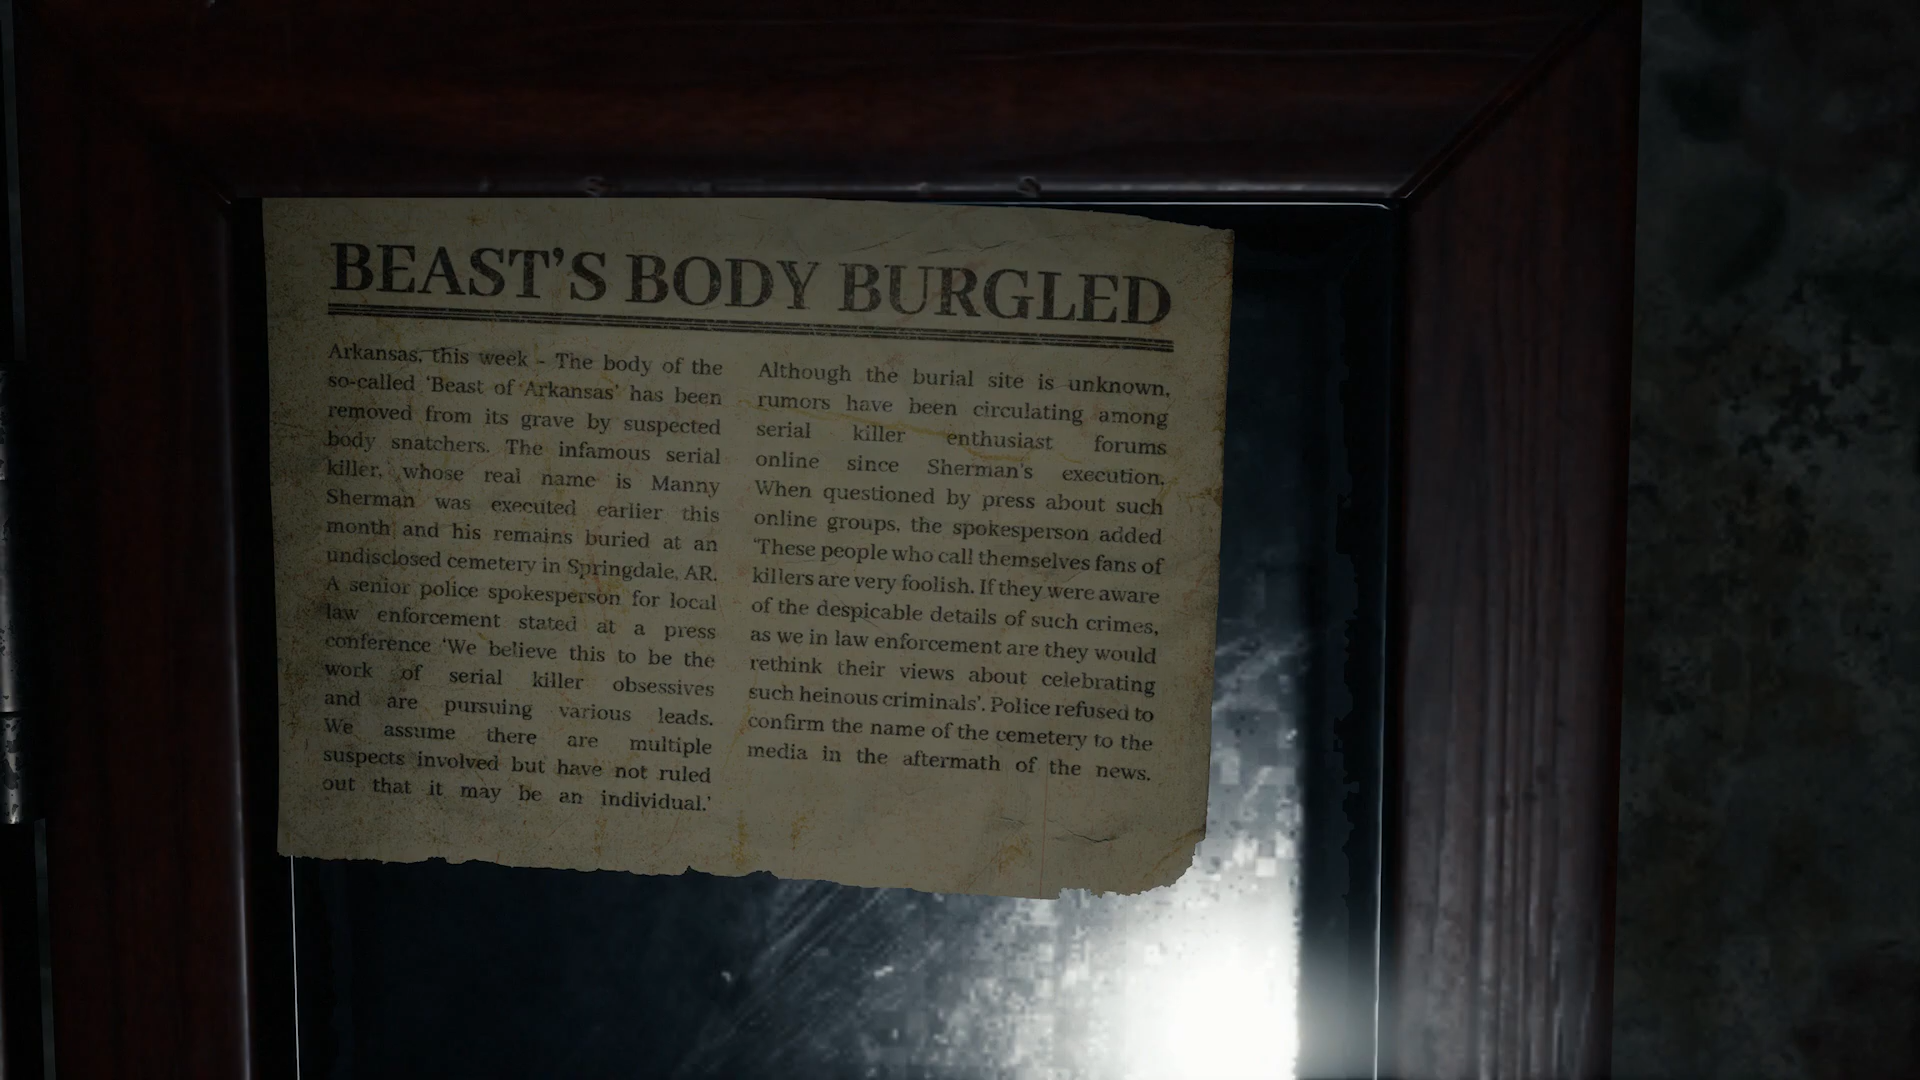 BEAST'S BODY BURGLED
Arkansas, this week - The body of the
so-called 'Beast of Arkansas' has been
removed from its grave by suspected
body snatchers. The infamous serial
killer, whose real name is Manny
Sherman was executed earlier this
month and his remains buried at an
undisclosed cemetery in Springdale, AR.
A senior police spokesperson for local
law enforcement stated at a press
conference 'We believe this to be the
work of serial killer obsessives
and are pursuing various leads.
We assume there are multiple
suspects involved but have not ruled
out that it may be an individual.'
Although the burial site is unknown,
rumors have been circulating among
serial killer enthusiast forums
online since Sherman's execution.
When questioned by press about such
online groups, the spokesperson added
'These people who call themselves fans of
killers are very foolish. If they were aware
of the despicable details of such crimes,
as we in law enforcement are they would
rethink their views about celebrating
such heinous criminals'. Police refused to
confirm the name of the cemetery to the
media in the aftermath of the news.